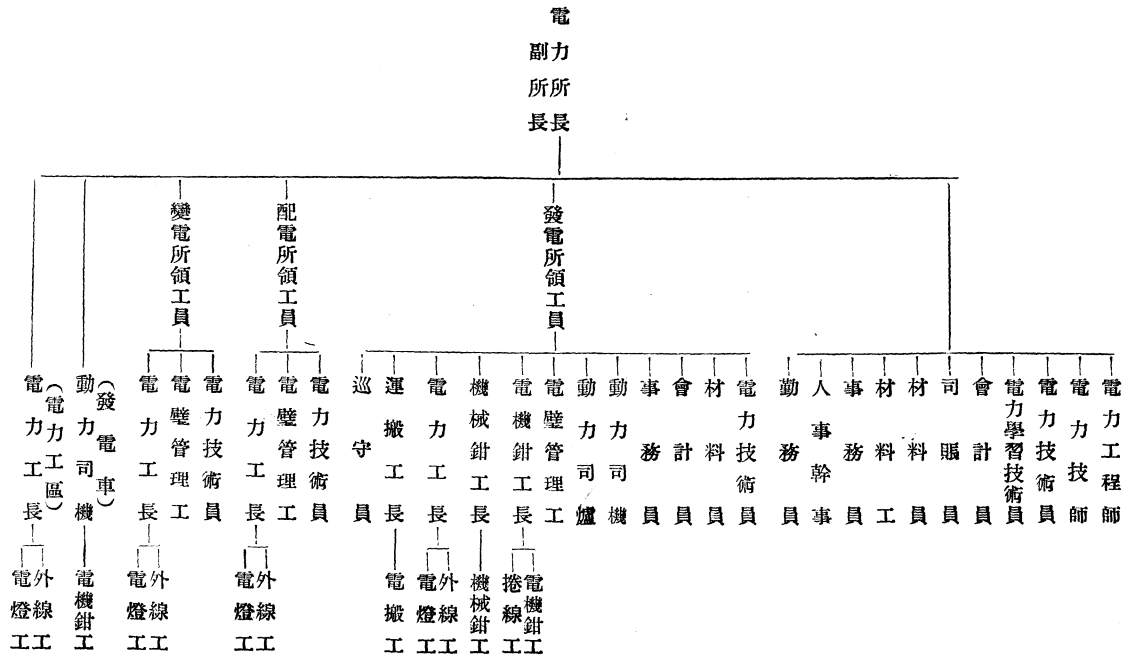 電力所長
副所長
發電所領工員
配電所領工員
變電所領工員
電力工程師
電力技師
電力技術員
電力學習技術員
會計員
司賬員
材料員
材料工
事務員
人事幹事
勤務員
電力技術員
材料員
會計員
事務員
動力司機
動力司爐
電壁管理工
電機鉗工長
機械鉗工長
電力工長
運搬工長
巡守員
電力技術員
電壁管理工
電力工長
電力技術員
電壁管理工
電力工長
(發電車)
動力司機
(電力工區)
電力工長
電機鉗工
捲線工
機械鉗工
外線工
電燈工
電搬工
外線工
電燈工
外線工
電燈工
電機鉗工
外線工
電燈工